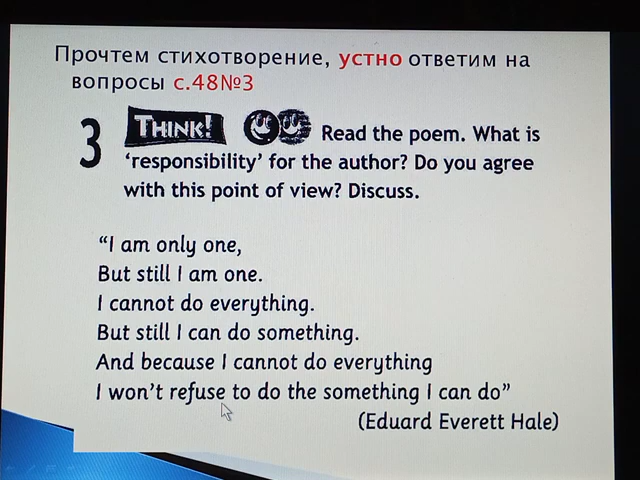 Прочтем стихотворение, устно ответим на
вопросы с.48№3
3 THINK! Read the poem. What is
'responsibility' for the author? Do you agree
with this point of view? Discuss.
“I am only one,
But still I am one.
I cannot do everything.
But still I can do something.
And because I cannot do everything
I won't refuse to do the something I can do”
(Eduard Everett Hale)